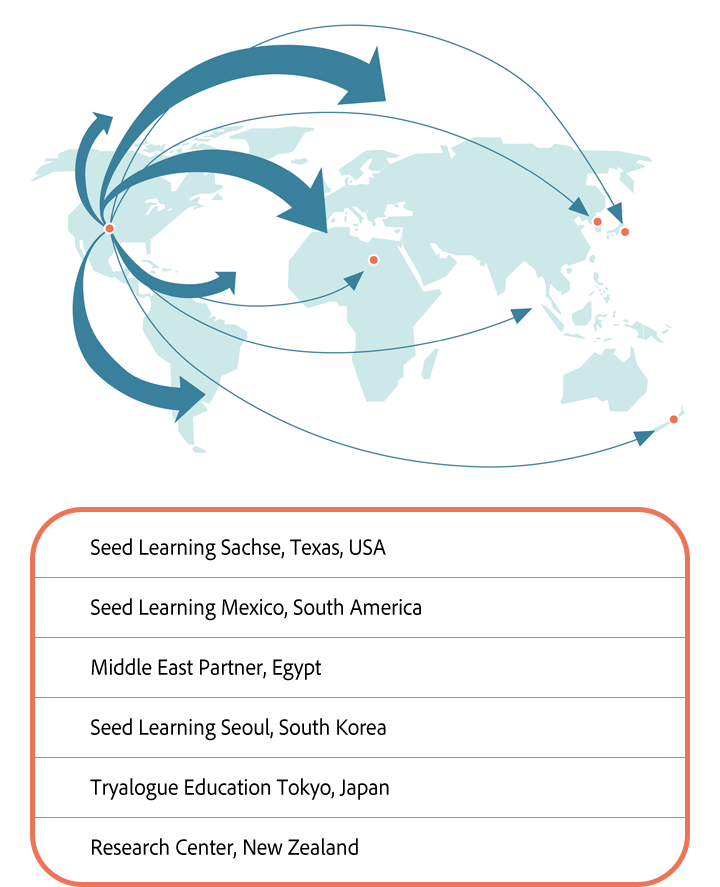 Seed Learning Sachse, Texas, USA
Seed Learning Mexico, South America
Middle East Partner, Egypt
Seed Learning Seoul, South Korea
Tryalogue Education Tokyo, Japan
Research Center, New Zealand